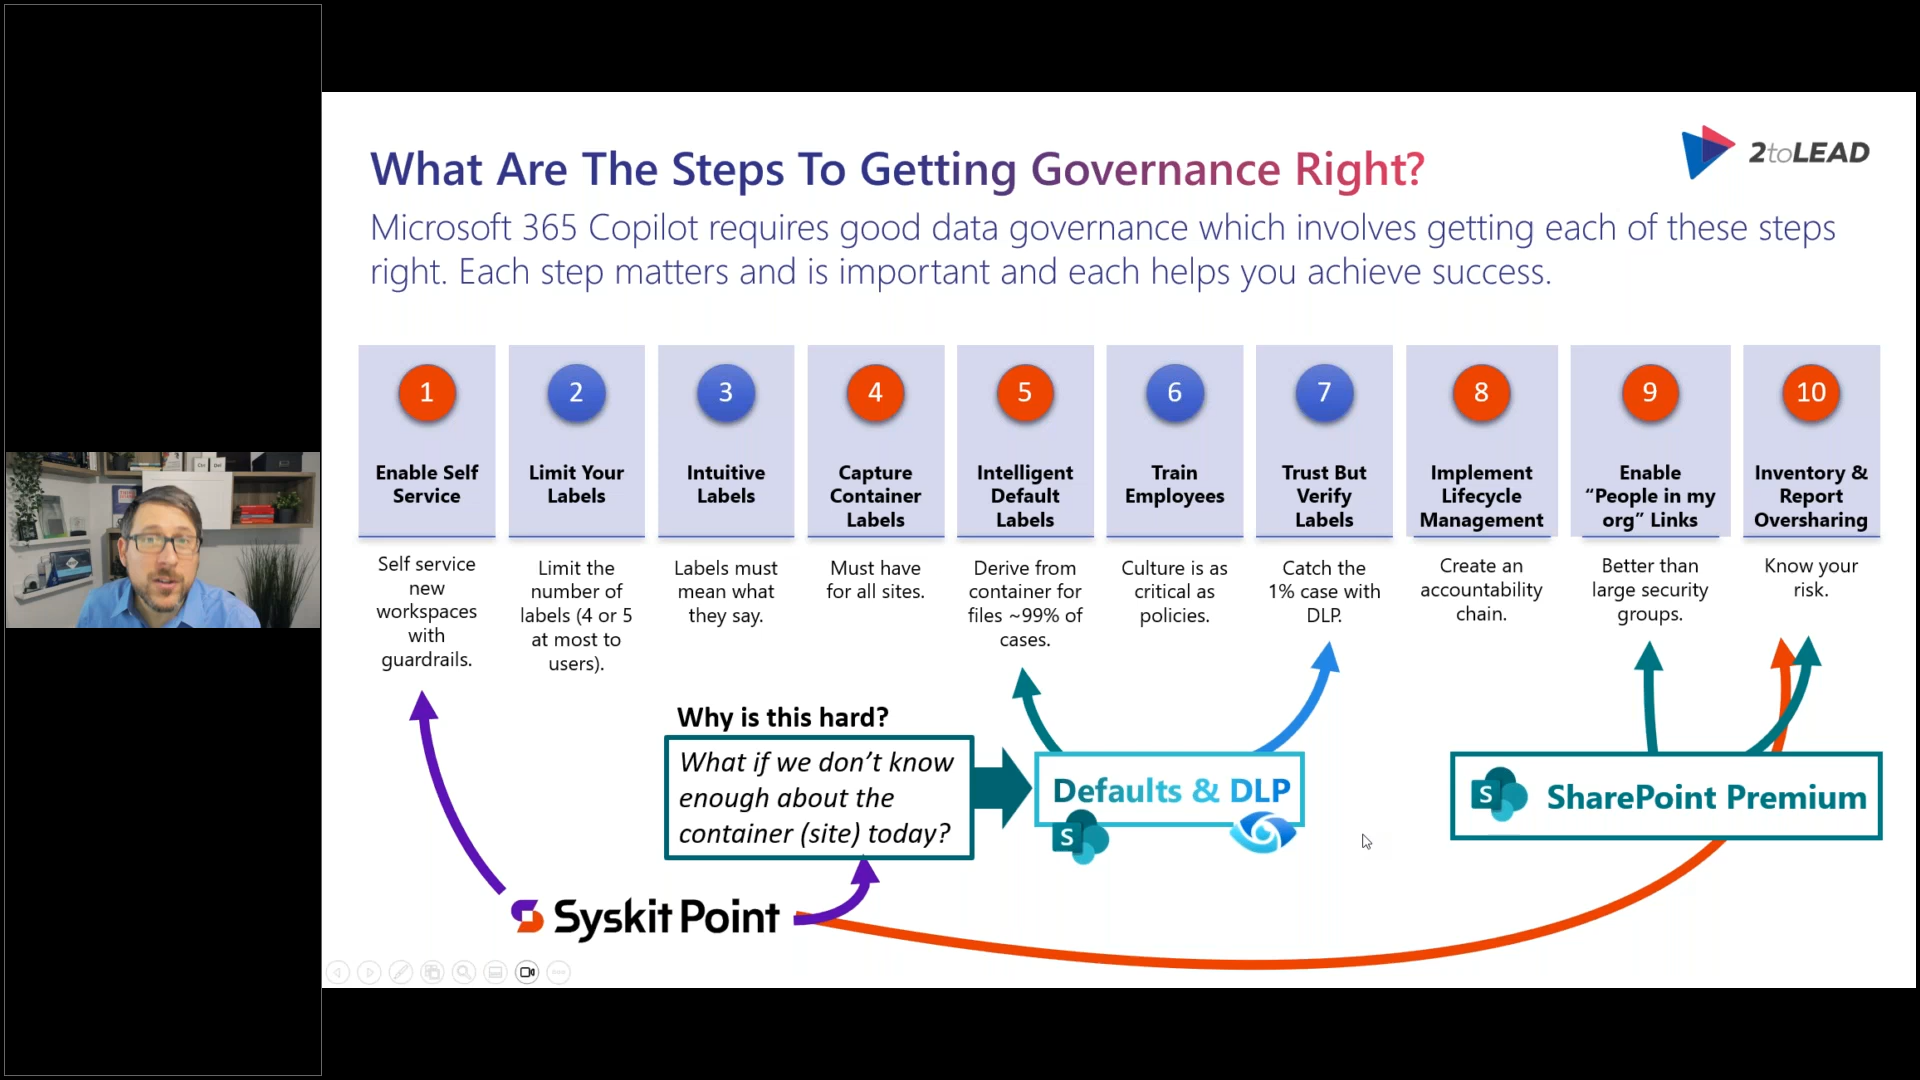 2toLEAD
What Are The Steps To Getting Governance Right?
Microsoft 365 Copilot requires good data governance which involves getting each of these steps
right. Each step matters and is important and each helps you achieve success.
1
Enable Self
Service
Self service
new
workspaces
with
guardrails.
2
Limit Your
Labels
Limit the
number of
labels (4 or 5
at most to
users).
3
Intuitive
Labels
Labels must
mean what
they say.
4
Capture
Container
Labels
Must have
for all sites.
5
Intelligent
Default
Labels
Derive from
container for
files ~99% of
cases.
6
Train
Employees
Culture is as
critical as
policies.
7
Trust But
Verify
Labels
Catch the
1% case with
DLP.
8
Implement
Lifecycle
Management
Create an
accountability
chain.
9
Enable
“People in my
org” Links
Better than
large security
groups.
10
Inventory &
Report
Oversharing
Know your
risk.
Why is this hard?
What if we don’t know
enough about the
container (site) today?
Defaults & DLP
S
S SharePoint Premium
Syskit Point